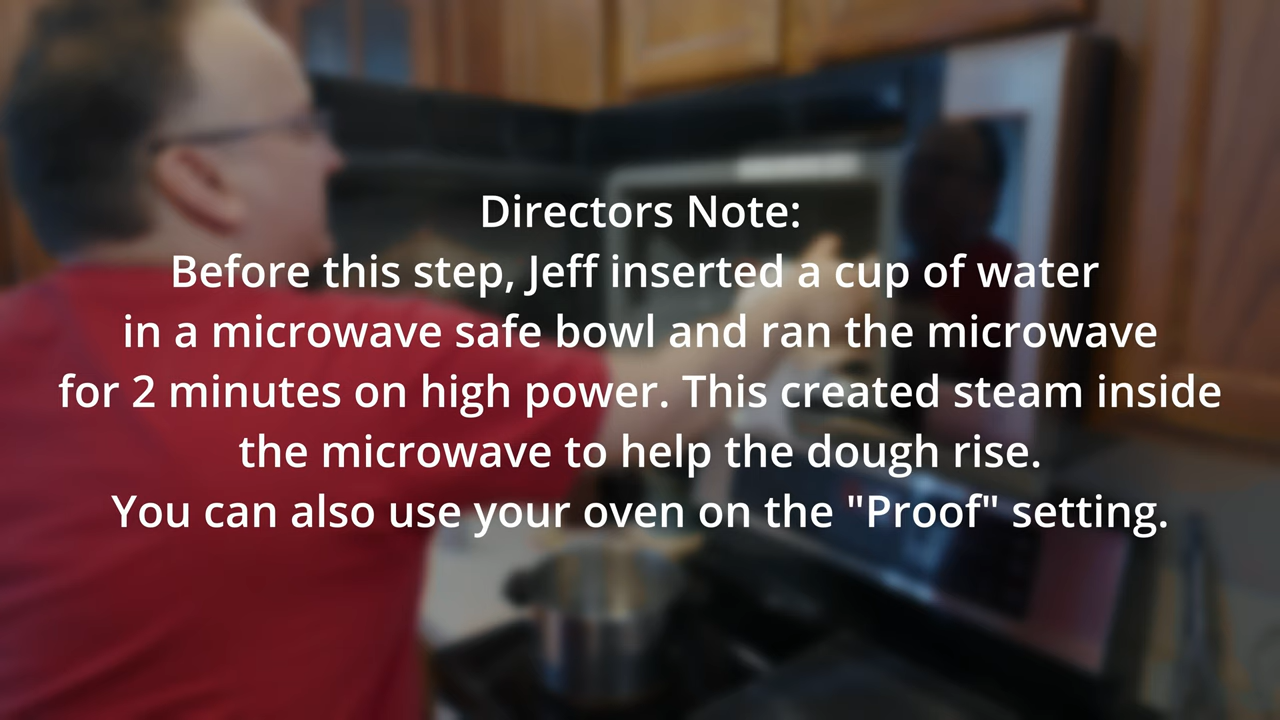 Directors Note:
Before this step, Jeff inserted a cup of water
in a microwave safe bowl and ran the microwave
for 2 minutes on high power. This created steam inside
the microwave to help the dough rise.
You can also use your oven on the "Proof" setting.